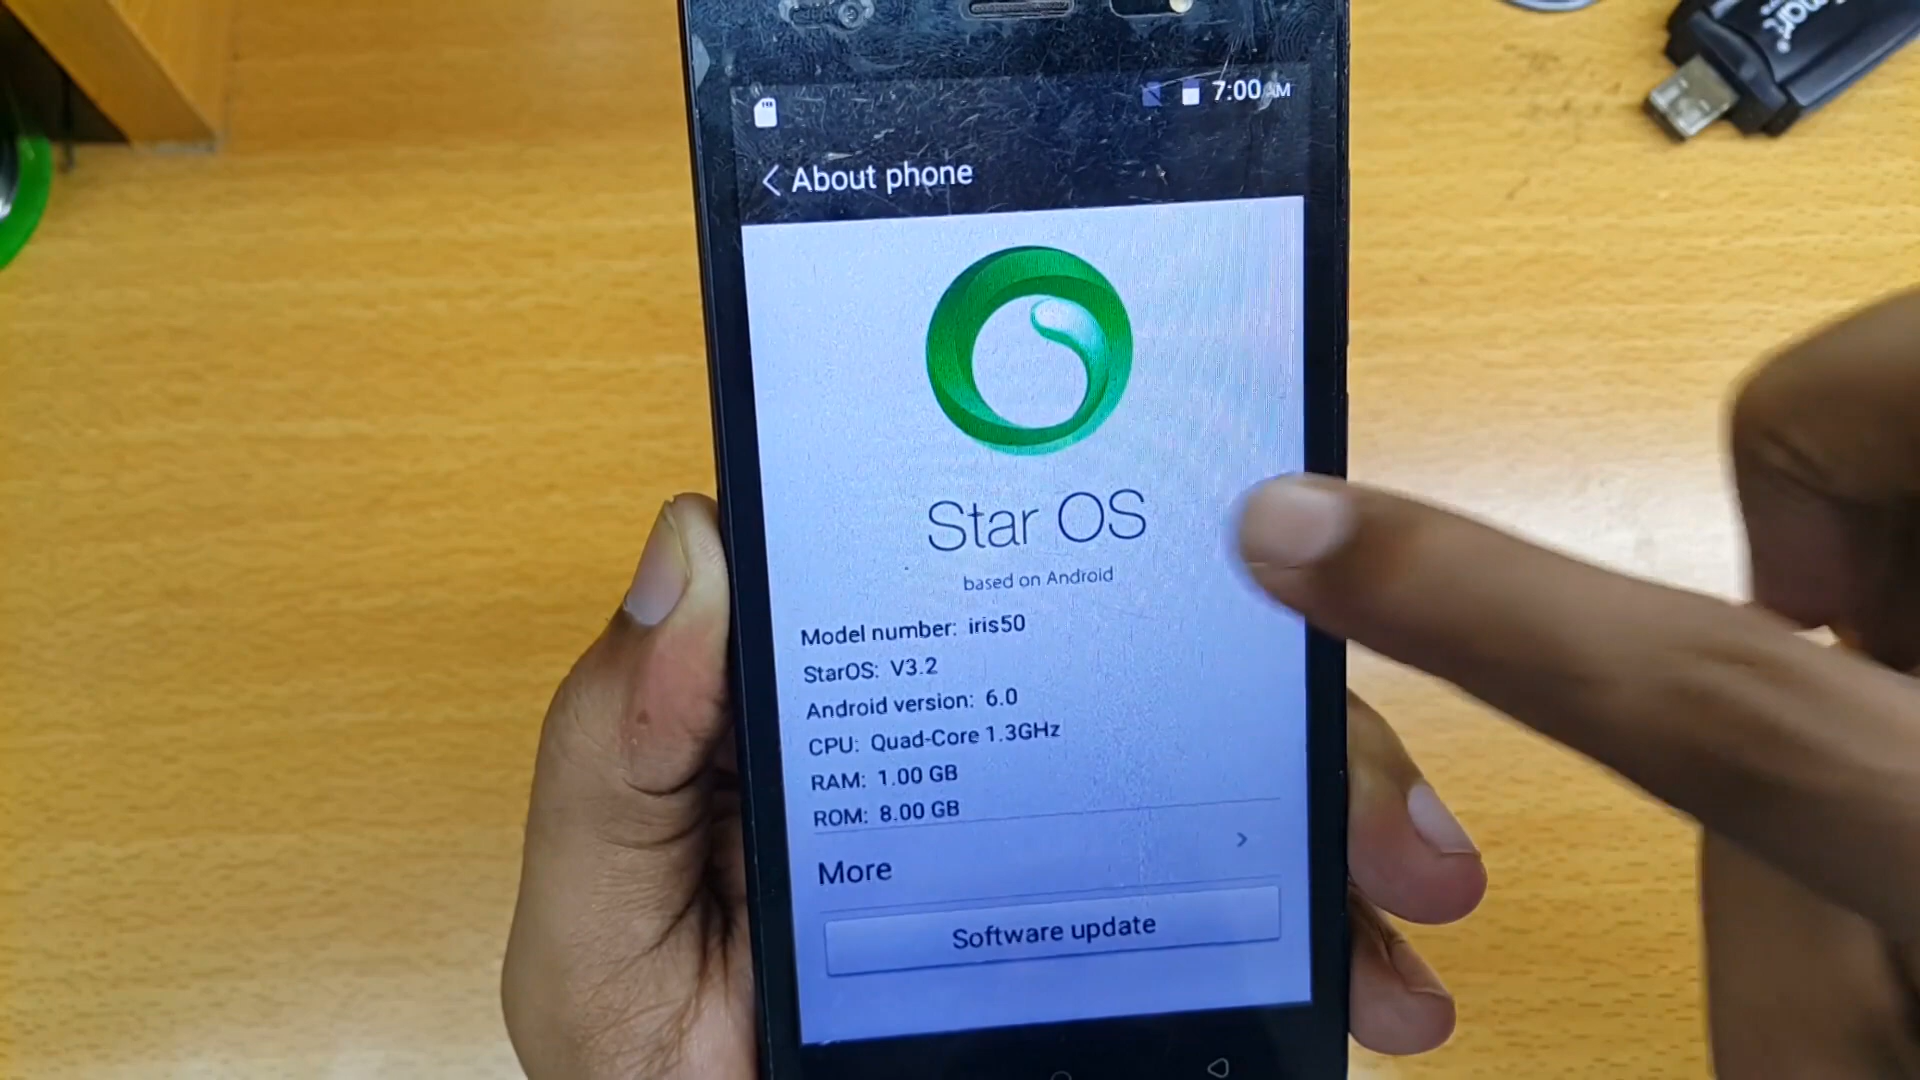 7:00 AM
About phone
Star OS
based on Android
Model number: iris50
StarOS: V3.2
Android version: 6.0
CPU: Quad-Core 1.3GHz
RAM: 1.00 GB
ROM: 8.00 GB
More
Software update